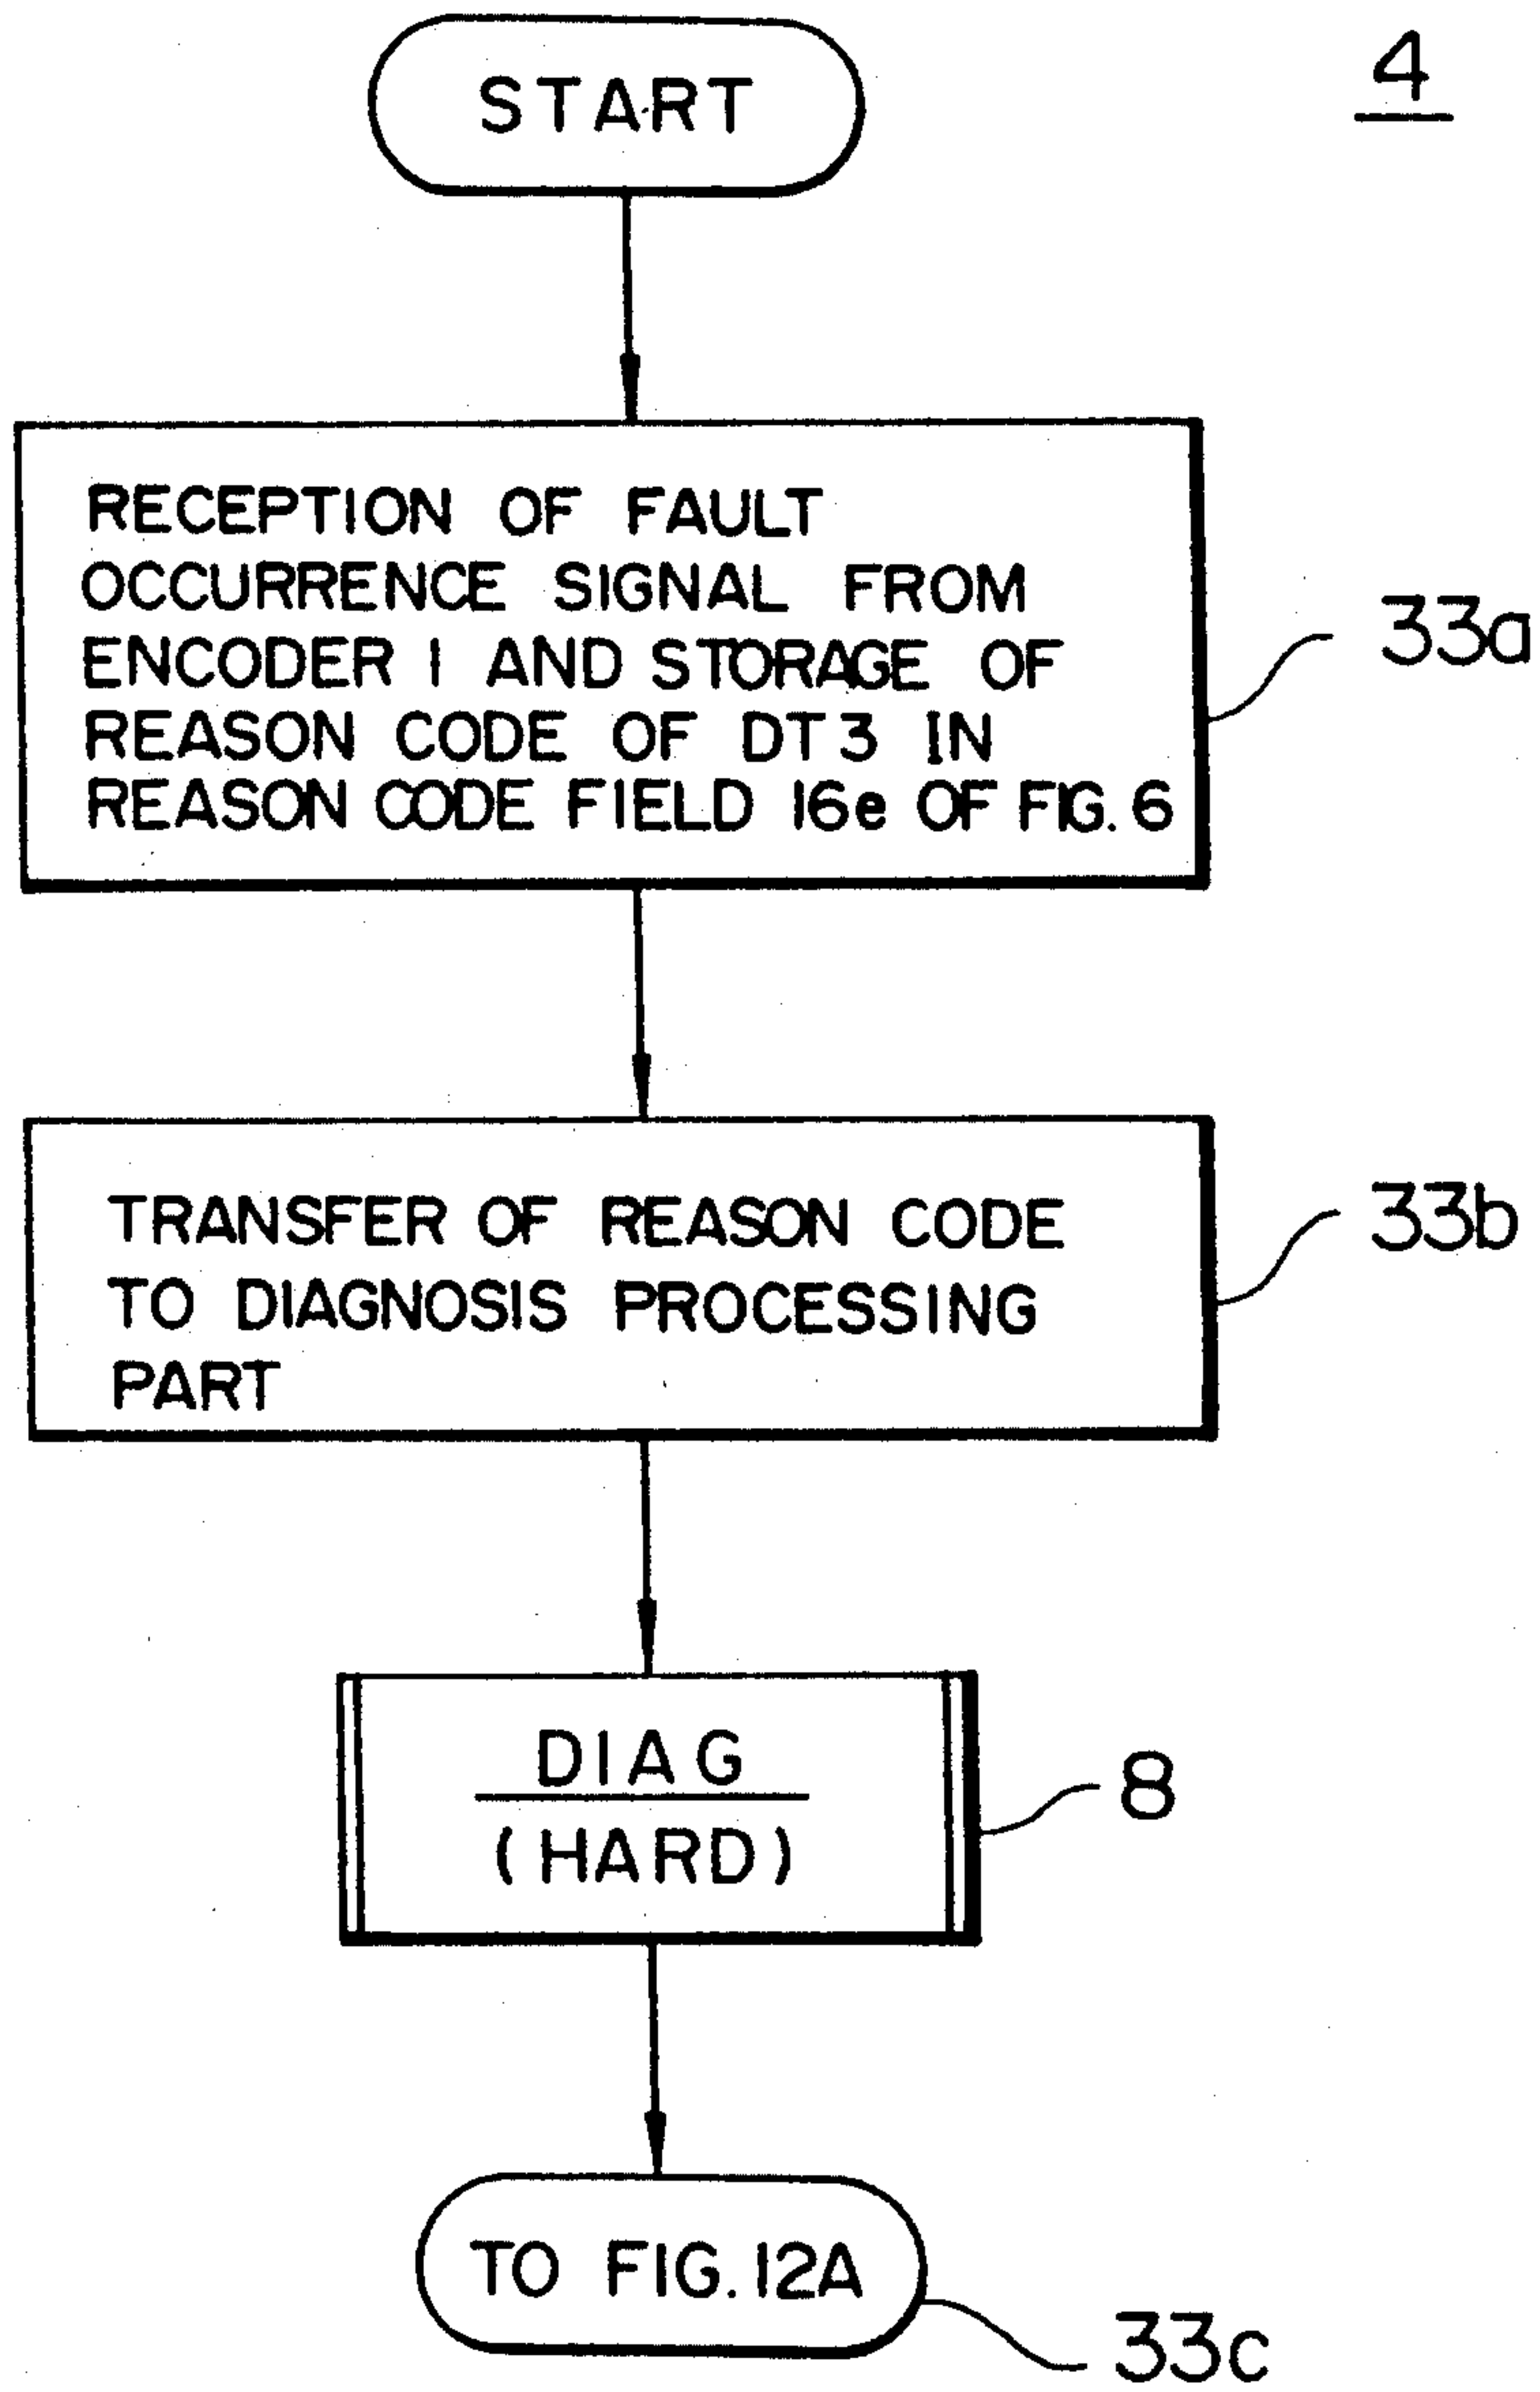 START
4
RECEPTION OF FAULT
OCCURRENCE SIGNAL FROM
ENCODER 1 AND STORAGE OF
REASON CODE OF DT3 IN
REASON CODE FIELD 16e OF FIG. 6
33a
TRANSFER OF REASON CODE
TO DIAGNOSIS PROCESSING
PART
33b
DIAG
(HARD)
8
TO FIG. 12A
33c